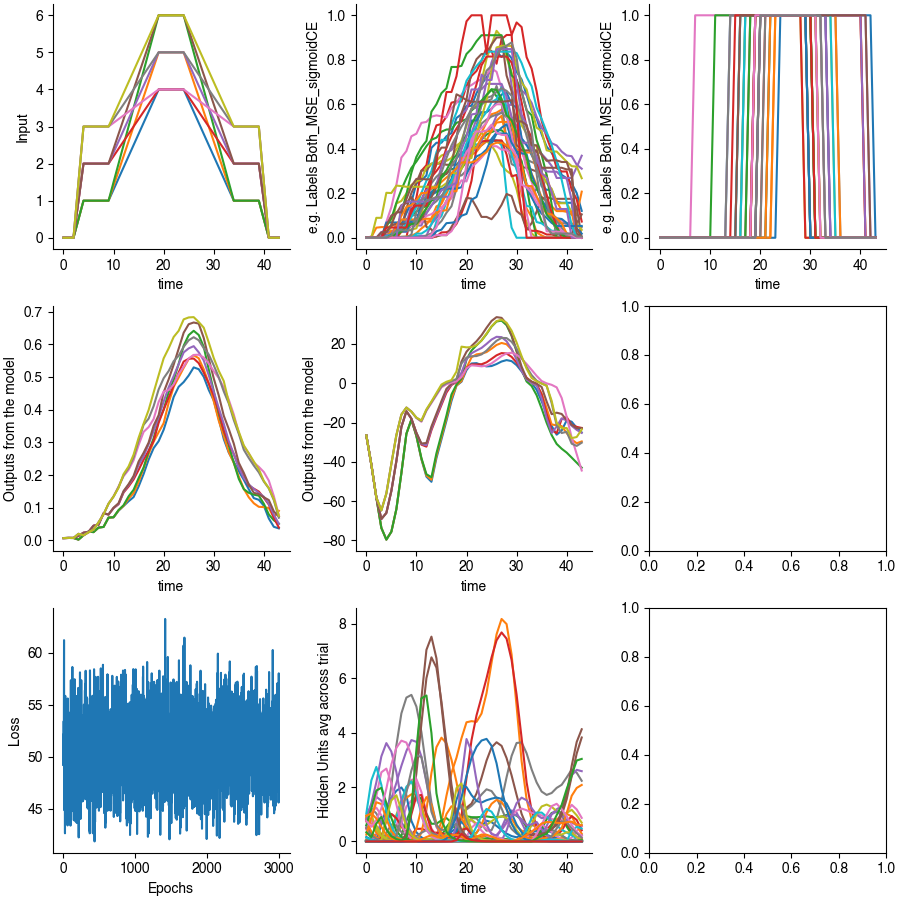 6
5
4
3
2
1
0
Input
0 10 20 30 40
time
1.0
0.8
0.6
0.4
0.2
0.0
e.g. Labels Both_MSE_sigmoidCE
0 10 20 30 40
time
1.0
0.8
0.6
0.4
0.2
0.0
e.g. Labels Both_MSE_sigmoidCE
0 10 20 30 40
time
0.7
0.6
0.5
0.4
0.3
0.2
0.1
0.0
Outputs from the model
0 10 20 30 40
time
20
0
−20
−40
−60
−80
Outputs from the model
0 10 20 30 40
time
1.0
0.8
0.6
0.4
0.2
0.0
0.0 0.2 0.4 0.6 0.8 1.0
60
55
50
45
Loss
0 1000 2000 3000
Epochs
8
6
4
2
0
Hidden Units avg across trial
0 10 20 30 40
time
1.0
0.8
0.6
0.4
0.2
0.0
0.0 0.2 0.4 0.6 0.8 1.0